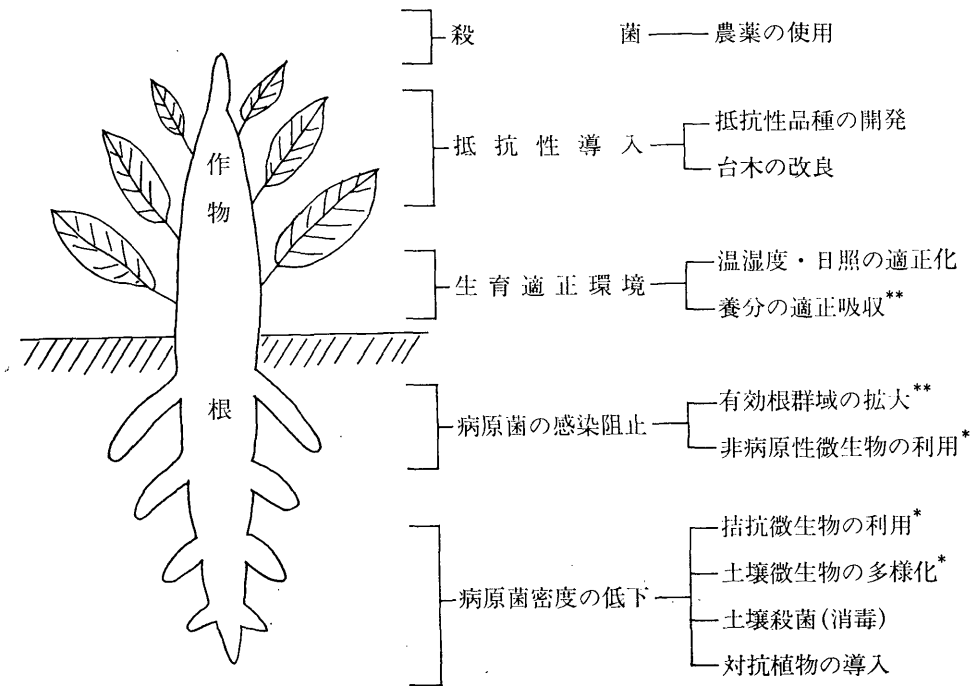 殺菌
農薬の使用
抵抗性導入
抵抗性品種の開発
台木の改良
作物
生育適正環境
温湿度・日照の適正化
養分の適正吸収**
根
病原菌の感染阻止
有効根群域の拡大**
非病原性微生物の利用*
病原菌密度の低下
拮抗微生物の利用*
土壌微生物の多様化*
土壌殺菌(消毒)
対抗植物の導入